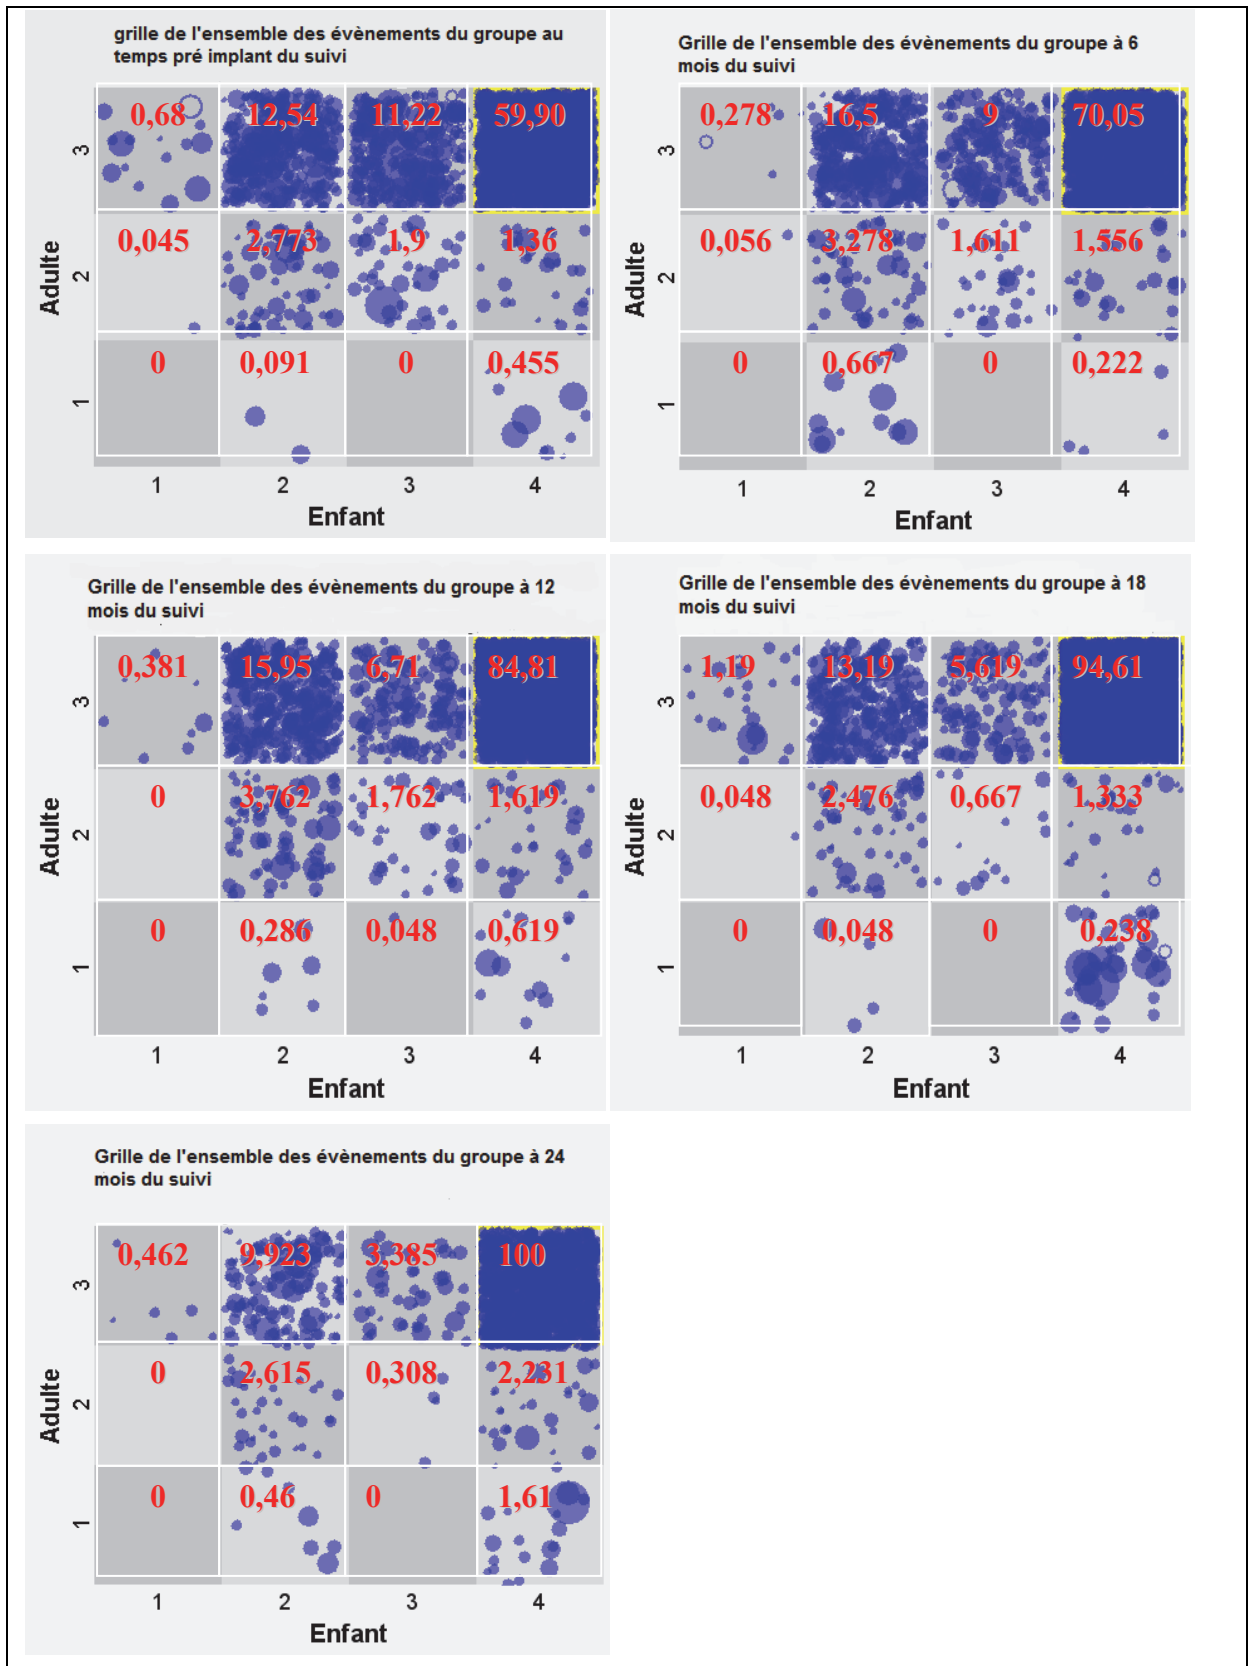 grille de l'ensemble des évènements du groupe au
temps pré implant du suivi
3
0,68 12,54 11,22 59,90
Adulte
2
0,045 2,773 1,9 1,36
1
0 0,091 0 0,455
1 2 3 4
Enfant
Grille de l'ensemble des évènements du groupe à 6
mois du suivi
3
0,278 16,5 9 70,05
Adulte
2
0,056 3,278 1,611 1,556
1
0 0,667 0 0,222
1 2 3 4
Enfant
Grille de l'ensemble des évènements du groupe à 12
mois du suivi
3
0,381 15,95 6,71 84,81
Adulte
2
0 3,762 1,762 1,619
1
0 0,286 0,048 0,619
1 2 3 4
Enfant
Grille de l'ensemble des évènements du groupe à 18
mois du suivi
3
1,19 13,19 5,619 94,61
Adulte
2
0,048 2,476 0,667 1,333
1
0 0,048 0 0,238
1 2 3 4
Enfant
Grille de l'ensemble des évènements du groupe à 24
mois du suivi
3
0,462 9,923 3,385 100
Adulte
2
0 2,615 0,308 2,231
1
0 0,46 0 1,61
1 2 3 4
Enfant